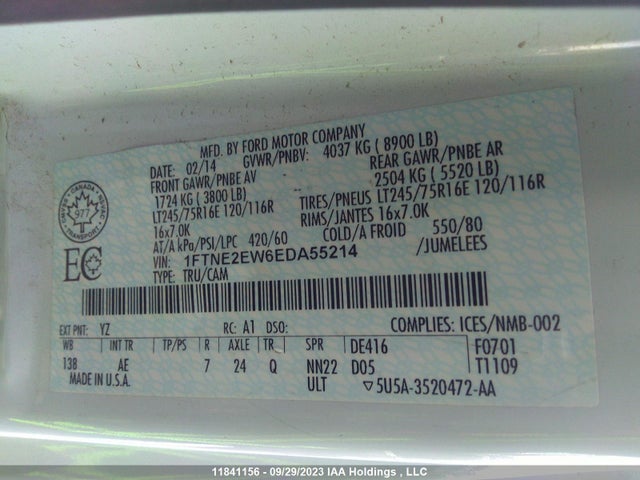 MFD. BY FORD MOTOR COMPANY
DATE: 02/14 GVWR/PNBV: 4037 KG ( 8900 LB)
FRONT GAWR/PNBE AV REAR GAWR/PNBE AR
1724 KG ( 3800 LB) 2504 KG ( 5520 LB)
LT245/75R16E 120/116R TIRES/PNEUS LT245/75R16E 120/116R
16x7.0K RIMS/JANTES 16x7.0K
AT/A kPa/PSI/LPC 420/60 COLD/A FROID 550/80
VIN: 1FTNE2EW6EDA55214 /JUMELEES
TYPE: TRU/CAM
CANADA
977
TRANSPORT
EC
EXT PNT: YZ RC: A1 DSO: COMPLIES: ICES/NMB-002
WB INT TR TP/PS R AXLE TR SPR DE416 F0701
138 AE 7 24 Q NN22 D05 T1109
MADE IN U.S.A. ULT ▽5U5A-3520472-AA
11841156 - 09/29/2023 IAA Holdings , LLC